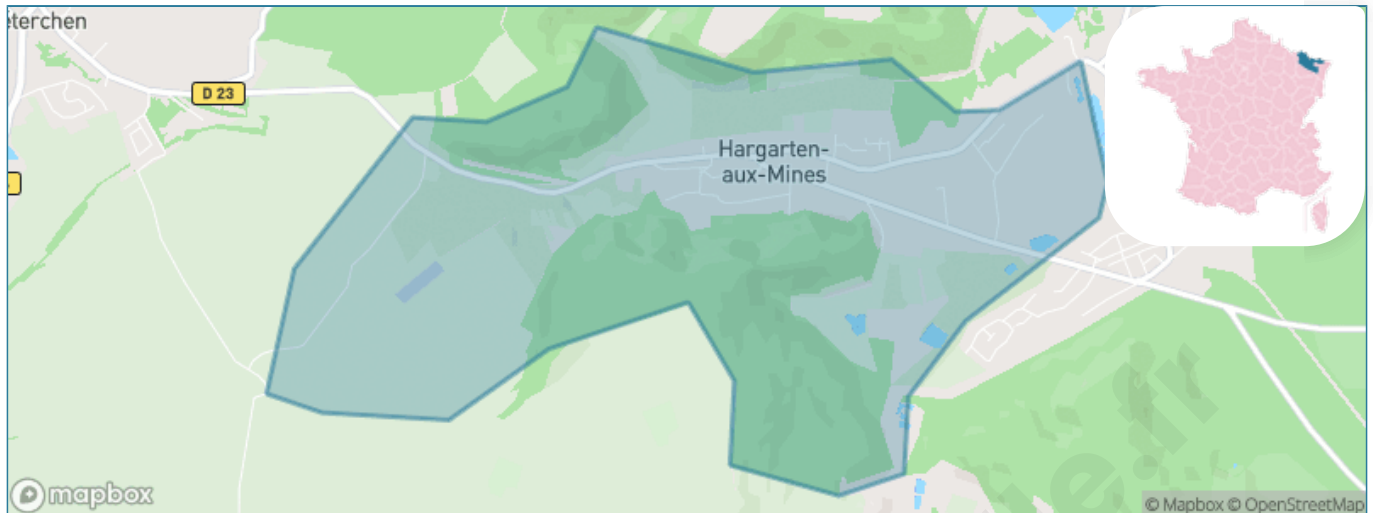 eterchen
D 23
Hargarten-
aux-Mines
mapbox
© Mapbox © OpenStreetMap